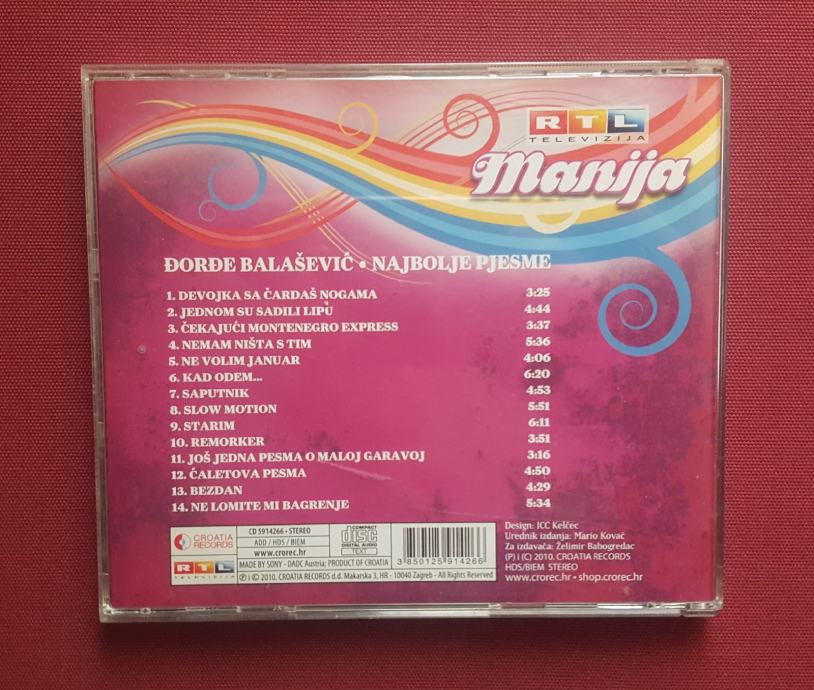 RTL
TELEVIZIJA
Manija
ĐORĐE BALAŠEVIĆ • NAJBOLJE PJESME
1. DEVOJKA SA ČARDAŠ NOGAMA 3:25
2. JEDNOM SU SADILI LIPU 4:44
3. ČEKAJUĆI MONTENEGRO EXPRESS 3:37
4. NEMAM NIŠTA S TIM 5:36
5. NE VOLIM JANUAR 4:06
6. KAD ODEM... 6:20
7. SAPUTNIK 4:53
8. SLOW MOTION 5:51
9. STARIM 6:11
10. REMORKER 3:51
11. JOŠ JEDNA PESMA O MALOJ GARAVOJ 3:16
12. ĆALETOVA PESMA 4:50
13. BEZDAN 4:29
14. NE LOMITE MI BAGRENJE 5:34
CROATIA
RECORDS
RTL
TELEVIZIJA
CD 5914266 • STEREO
ADD / HDS / BIEM
www.crorec.hr
COMPACT
disc
DIGITAL AUDIO
TEXT
3 850125 914266
MADE BY SONY - DADC Austria; PRODUCT OF CROATIA
℗ i © 2010. CROATIA RECORDS d.d. Makarska 3, HR - 10040 Zagreb - All Rights Reserved
Design: ICC Kelčec
Urednik izdanja: Mario Kovač
Za izdavača: Želimir Babogredac
(P) i (C) 2010. CROATIA RECORDS
HDS/BIEM STEREO
www.crorec.hr • shop.crorec.hr